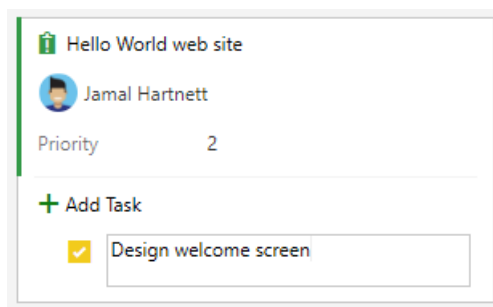 Hello World web site
Jamal Hartnett
Priority 2
Add Task
Design welcome screen